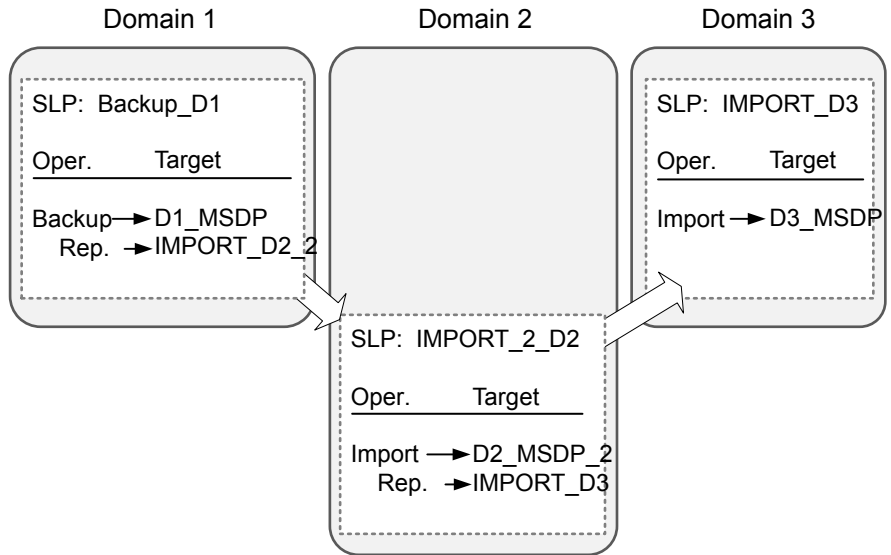 Domain 1
SLP: Backup_D1
Oper. Target
Backup D1_MSDP
Rep. IMPORT_D2_2
Domain 2
SLP: IMPORT_2_D2
Oper. Target
Import D2_MSDP_2
Rep. IMPORT_D3
Domain 3
SLP: IMPORT_D3
Oper. Target
Import D3_MSDP